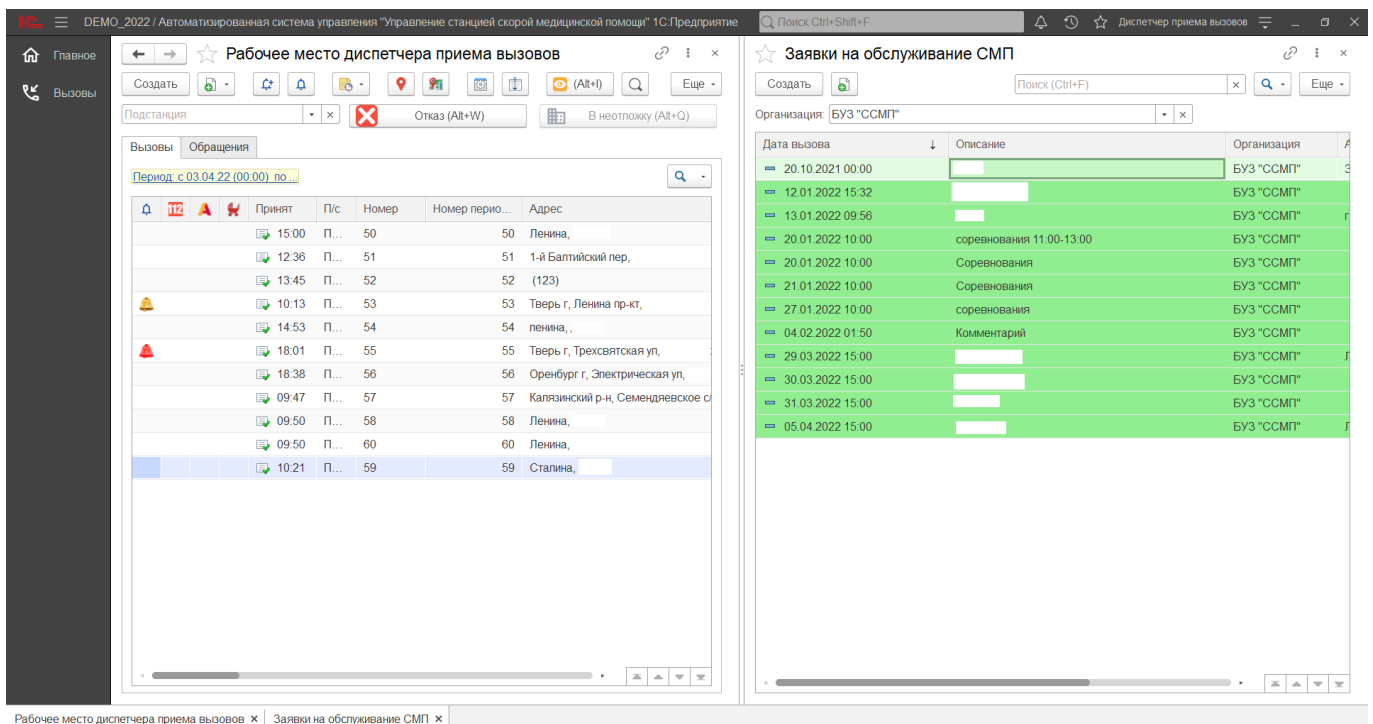 1С DEMO_2022 / Автоматизированная система управления "Управление станцией скорой медицинской помощи" 1С:Предприятие Поиск Ctrl+Shift+F Диспетчер приема вызовов
Главное
Вызовы
Рабочее место диспетчера приема вызовов
Создать (Alt+I) Еще
Подстанция Отказ (Alt+W) В неотложку (Alt+Q)
Вызовы Обращения
Период: с 03.04.22 (00:00) по ...
112 А Принят П/с Номер Номер перио... Адрес
15:00 П... 50 50 Ленина,
12:36 П... 51 51 1-й Балтийский пер,
13:45 П... 52 52 (123)
10:13 П... 53 53 Тверь г, Ленина пр-кт,
14:53 П... 54 54 ленина, ,
18:01 П... 55 55 Тверь г, Трехсвятская ул,
18:38 П... 56 56 Оренбург г, Электрическая ул,
09:47 П... 57 57 Калязинский р-н, Семендяевское с/
09:50 П... 58 58 Ленина,
09:50 П... 60 60 Ленина,
10:21 П... 59 59 Сталина,
Заявки на обслуживание СМП
Создать Поиск (Ctrl+F) Еще
Организация: БУЗ "ССМП"
Дата вызова Описание Организация А
20.10.2021 00:00 БУЗ "ССМП" З
12.01.2022 15:32 БУЗ "ССМП"
13.01.2022 09:56 БУЗ "ССМП" г
20.01.2022 10:00 соревнования 11:00-13:00 БУЗ "ССМП"
20.01.2022 10:00 Соревнования БУЗ "ССМП"
21.01.2022 10:00 Соревнования БУЗ "ССМП"
27.01.2022 10:00 соревнования БУЗ "ССМП"
04.02.2022 01:50 Комментарий БУЗ "ССМП"
29.03.2022 15:00 БУЗ "ССМП" Л
30.03.2022 15:00 БУЗ "ССМП"
31.03.2022 15:00 БУЗ "ССМП"
05.04.2022 15:00 БУЗ "ССМП" Л
Рабочее место диспетчера приема вызовов Заявки на обслуживание СМП